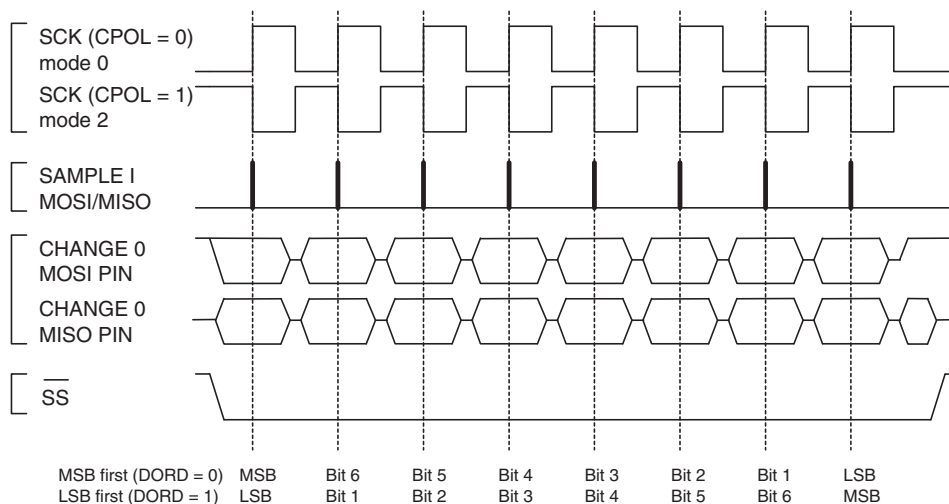 SCK (CPOL = 0)
mode 0
SCK (CPOL = 1)
mode 2
SAMPLE I
MOSI/MISO
CHANGE 0
MOSI PIN
CHANGE 0
MISO PIN
SS
MSB first (DORD = 0) MSB Bit 6 Bit 5 Bit 4 Bit 3 Bit 2 Bit 1 LSB
LSB first (DORD = 1) LSB Bit 1 Bit 2 Bit 3 Bit 4 Bit 5 Bit 6 MSB